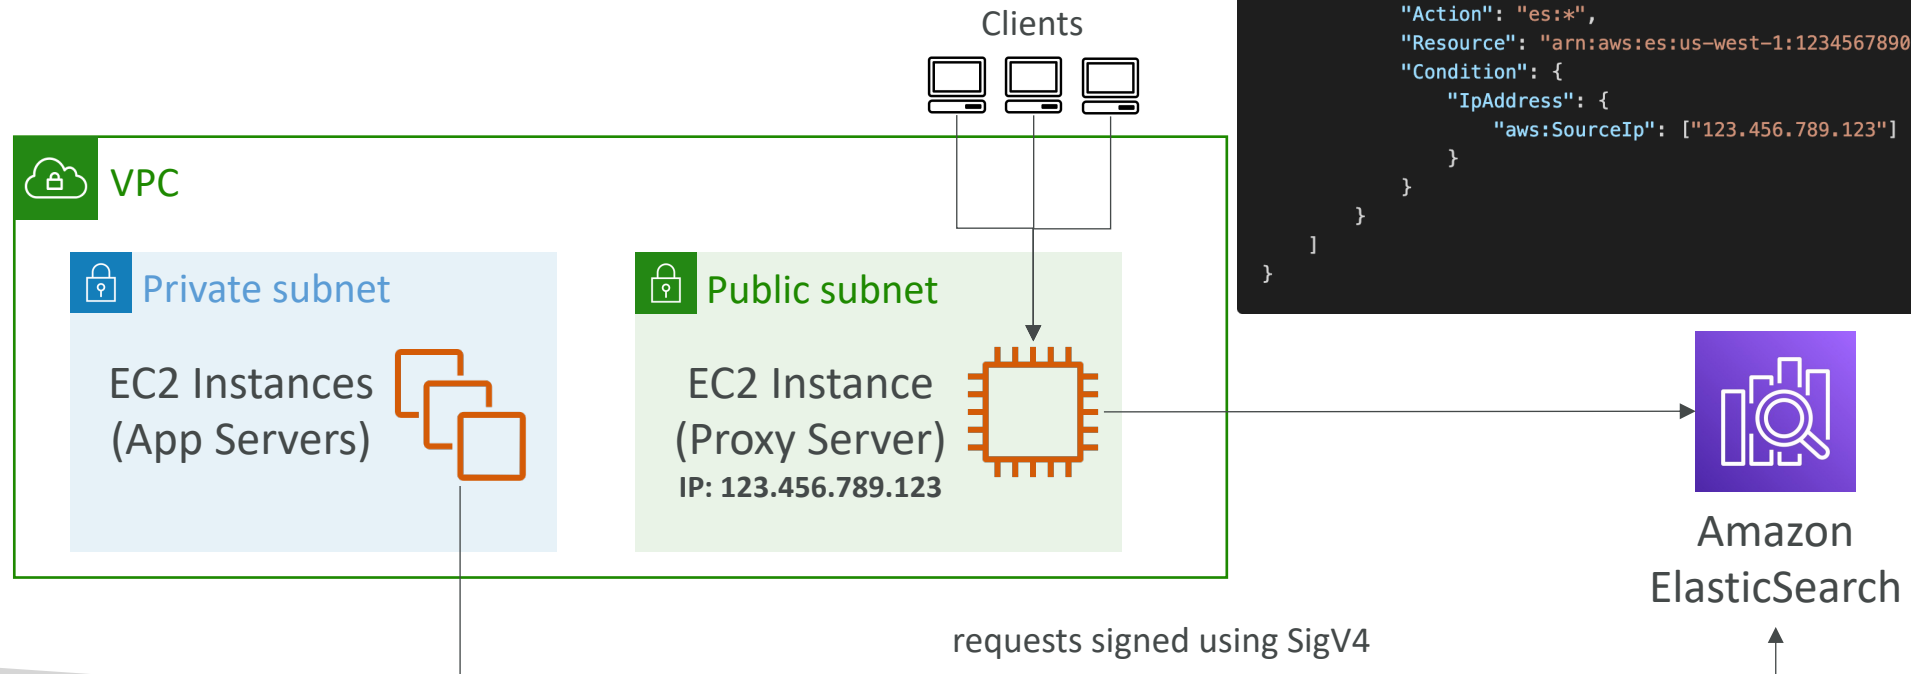 Clients
"Action": "es:*",
"Resource": "arn:aws:es:us-west-1:1234567890
"Condition": {
"IpAddress": {
"aws:SourceIp": ["123.456.789.123"]
}
}
}
]
}
VPC
Private subnet
EC2 Instances
(App Servers)
Public subnet
EC2 Instance
(Proxy Server)
IP: 123.456.789.123
Amazon
ElasticSearch
requests signed using SigV4